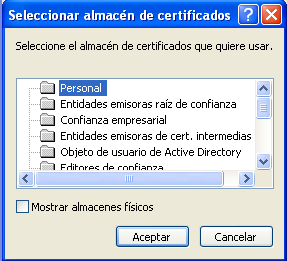 Seleccionar almacén de certificados
Seleccione el almacén de certificados que quiere usar.
Personal
Entidades emisoras raíz de confianza
Confianza empresarial
Entidades emisoras de cert. intermedias
Objeto de usuario de Active Directory
Editores de confianza
Mostrar almacenes físicos
Aceptar
Cancelar